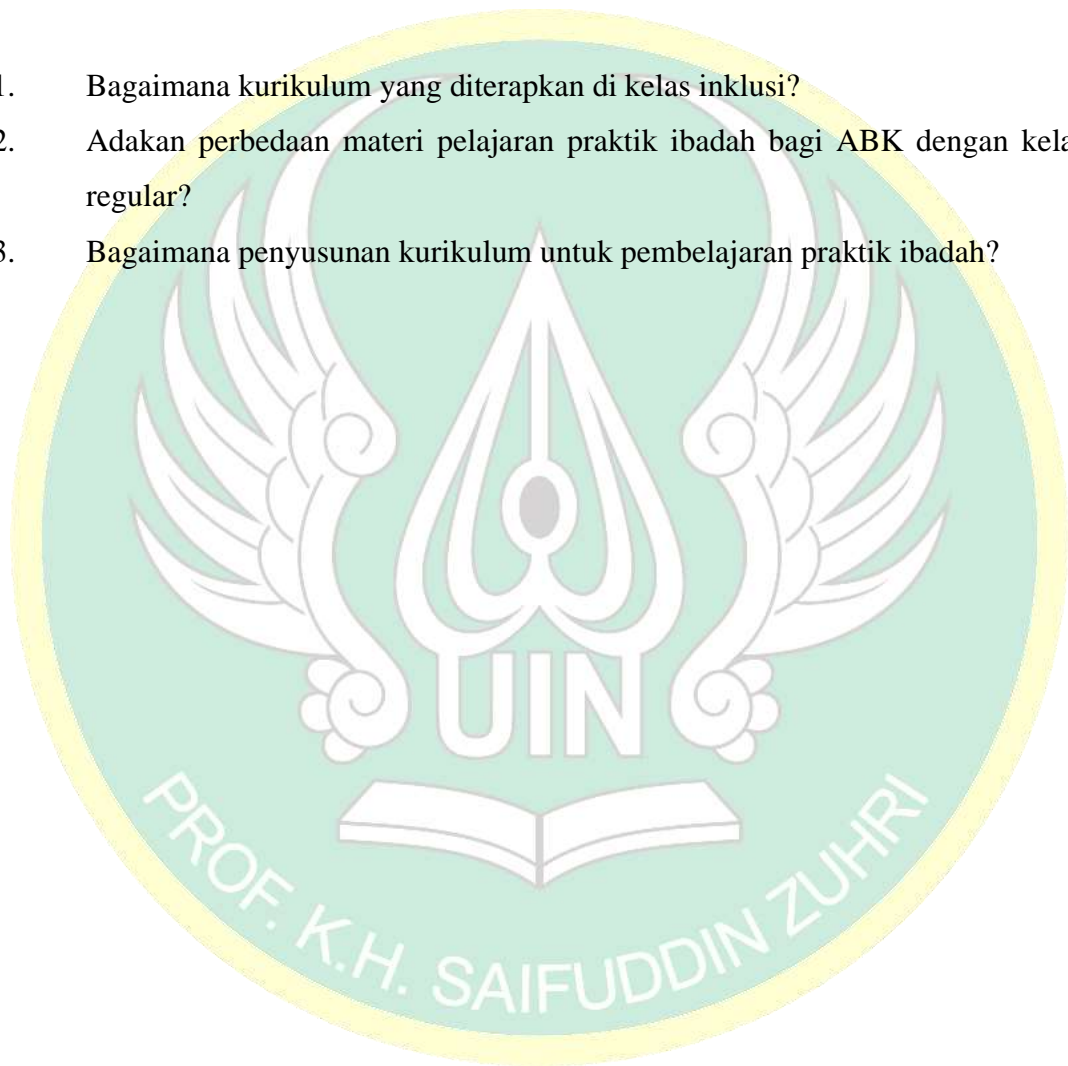 1. Bagaimana kurikulum yang diterapkan di kelas inklusi?
2. Adakan perbedaan materi pelajaran praktik ibadah bagi ABK dengan
regular?
3. Bagaimana penyusunan kurikulum untuk pembelajaran praktik ibadah?
UIN
PROF. K.H. SAIFUDDIN ZUHRI